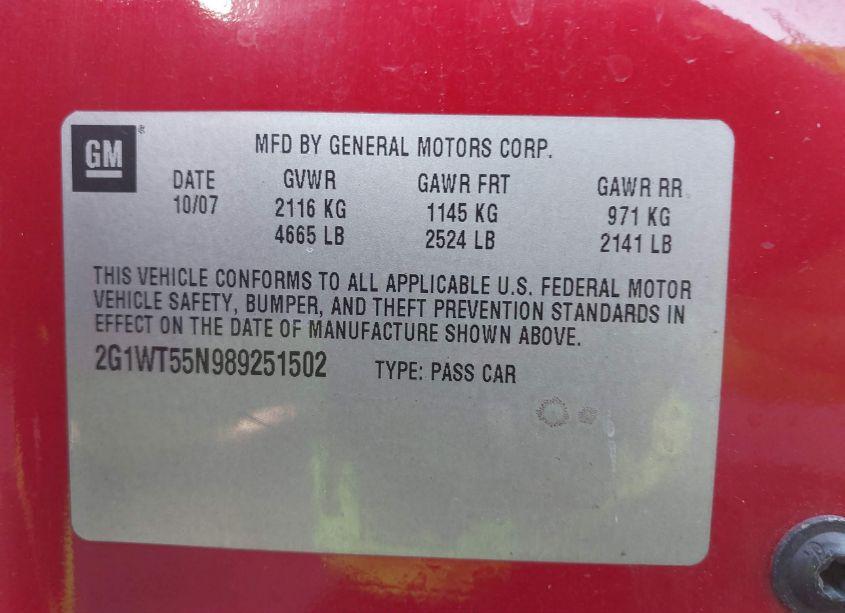 GM
MFD BY GENERAL MOTORS CORP.
DATE GVWR GAWR FRT GAWR RR
10/07 2116 KG 1145 KG 971 KG
4665 LB 2524 LB 2141 LB
THIS VEHICLE CONFORMS TO ALL APPLICABLE U.S. FEDERAL MOTOR
VEHICLE SAFETY, BUMPER, AND THEFT PREVENTION STANDARDS IN
EFFECT ON THE DATE OF MANUFACTURE SHOWN ABOVE.
2G1WT55N989251502 TYPE: PASS CAR